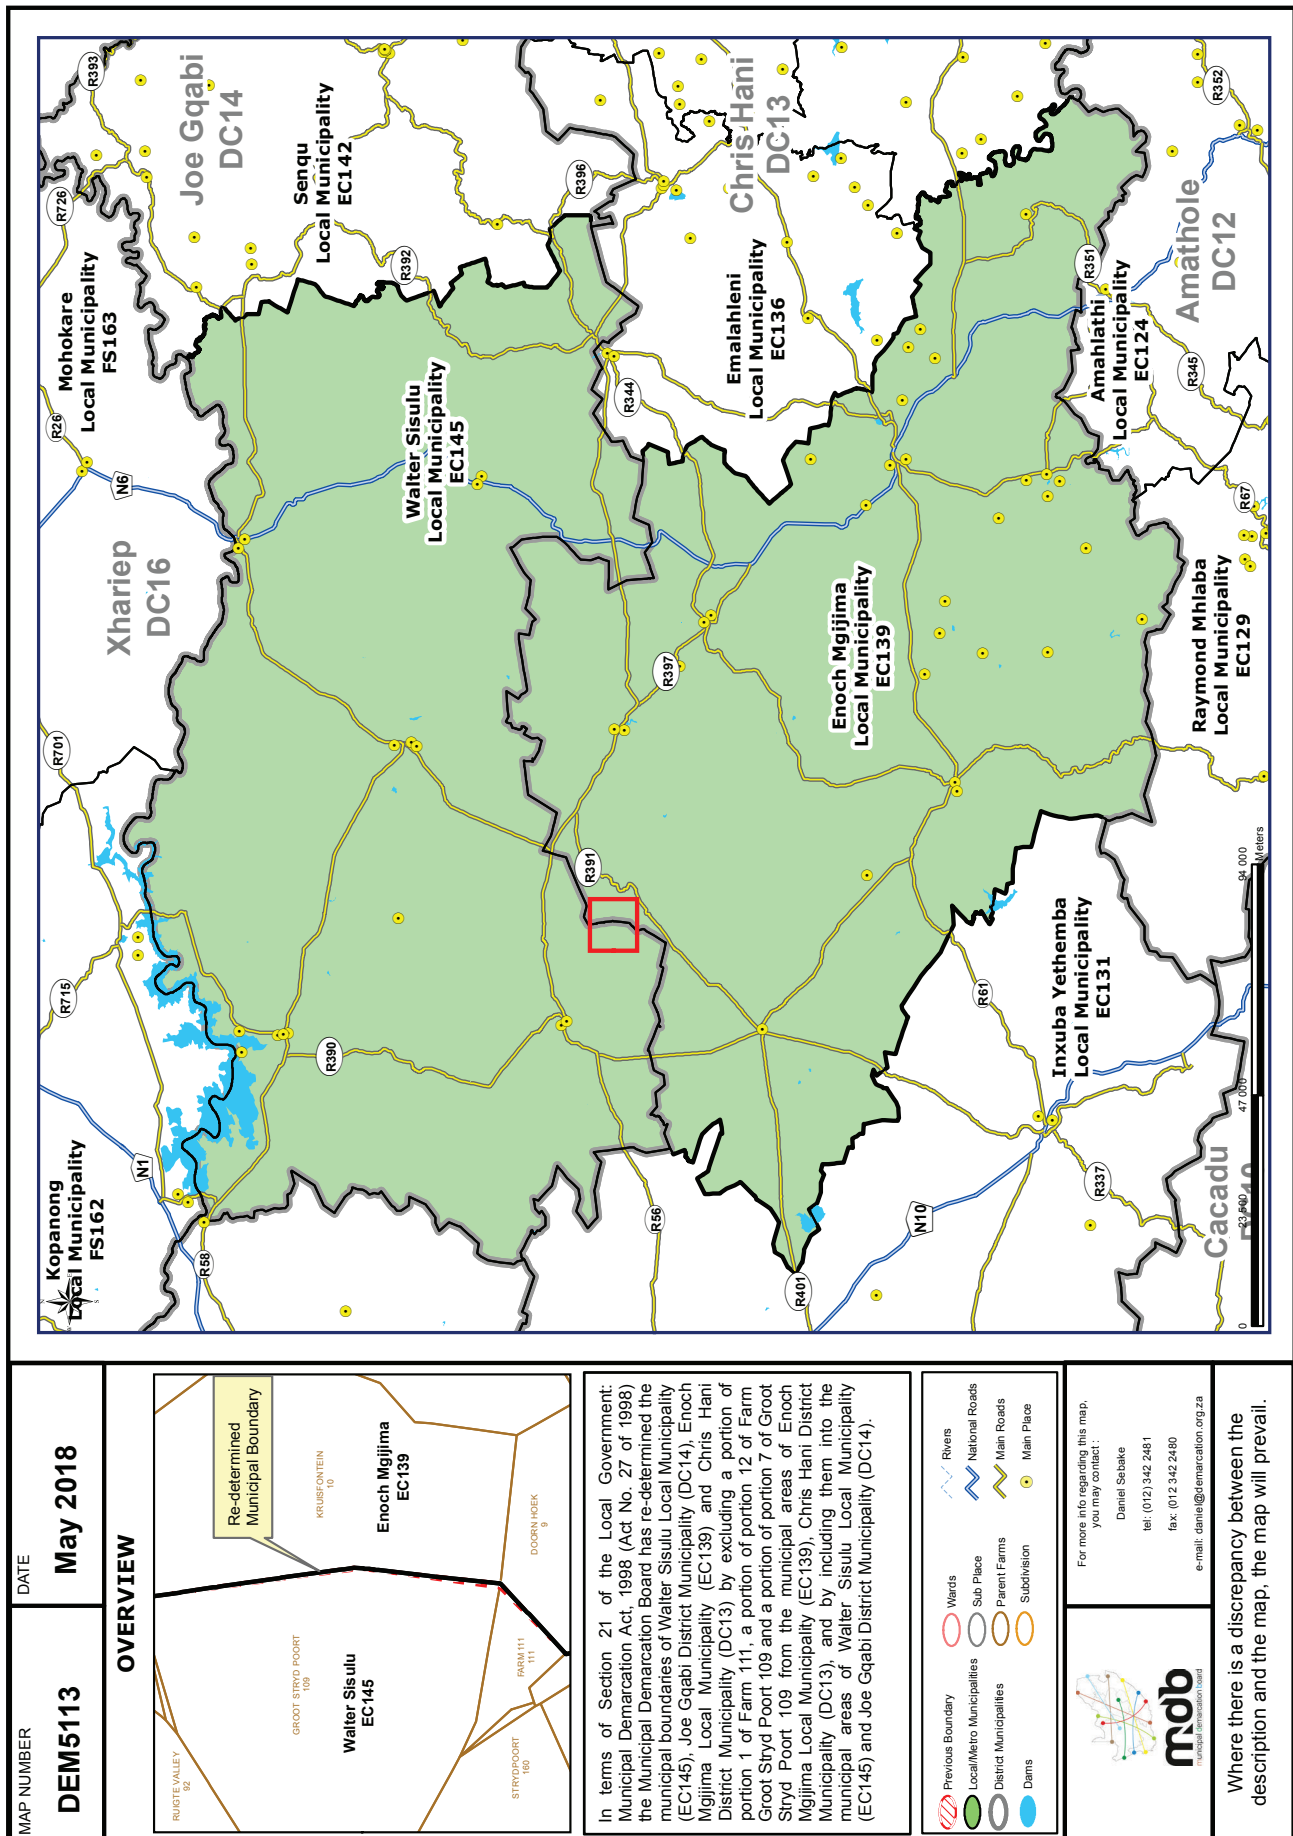 MAP NUMBER
DEM5113
DATE
May 2018
OVERVIEW
Re-determined
Municipal Boundary
RUIGTE VALLEY
92
GROOT STRYD POORT
109
KRUISFONTEIN
10
Walter Sisulu
EC145
Enoch Mgijima
EC139
STRYDPOORT
160
FARM 111
111
DOORN HOEK
9
In terms of Section 21 of the Local Government:
Municipal Demarcation Act, 1998 (Act No. 27 of 1998)
the Municipal Demarcation Board has re-determined the
municipal boundaries of Walter Sisulu Local Municipality
(EC145), Joe Gqabi District Municipality (DC14), Enoch
Mgijima Local Municipality (EC139) and Chris Hani
District Municipality (DC13) by excluding a portion of
portion 1 of Farm 111, a portion of portion 12 of Farm
Groot Stryd Poort 109 and a portion of portion 7 of Groot
Stryd Poort 109 from the municipal areas of Enoch
Mgijima Local Municipality (EC139), Chris Hani District
Municipality (DC13), and by including them into the
municipal areas of Walter Sisulu Local Municipality
(EC145) and Joe Gqabi District Municipality (DC14).
Previous Boundary
Local/Metro Municipalities
District Municipalities
Dams
Wards
Sub Place
Parent Farms
Subdivision
Rivers
National Roads
Main Roads
Main Place
mdb
municipal demarcation board
For more info regarding this map,
you may contact :
Daniel Sebake
tel: (012) 342 2481
fax: (012 342 2480
e-mail: daniel@demarcation.org.za
Where there is a discrepancy between the
description and the map, the map will prevail.
Kopanong
Local Municipality
FS162
N
S
N1
R58
R715
R701
Xhariep
DC16
N6
R26
Mohokare
Local Municipality
FS163
R726
R393
Joe Gqabi
DC14
Senqu
Local Municipality
EC142
R392
R396
R390
Walter Sisulu
Local Municipality
EC145
R56
R391
R397
R344
Chris Hani
DC13
Emalahleni
Local Municipality
EC136
R401
Enoch Mgijima
Local Municipality
EC139
N10
R61
Inxuba Yethemba
Local Municipality
EC131
R337
Cacadu
R351
Amahlathi
Local Municipality
EC124
Amathole
DC12
R345
R352
R67
Raymond Mhlaba
Local Municipality
EC129
0
23 500
47 000
94 000
Meters